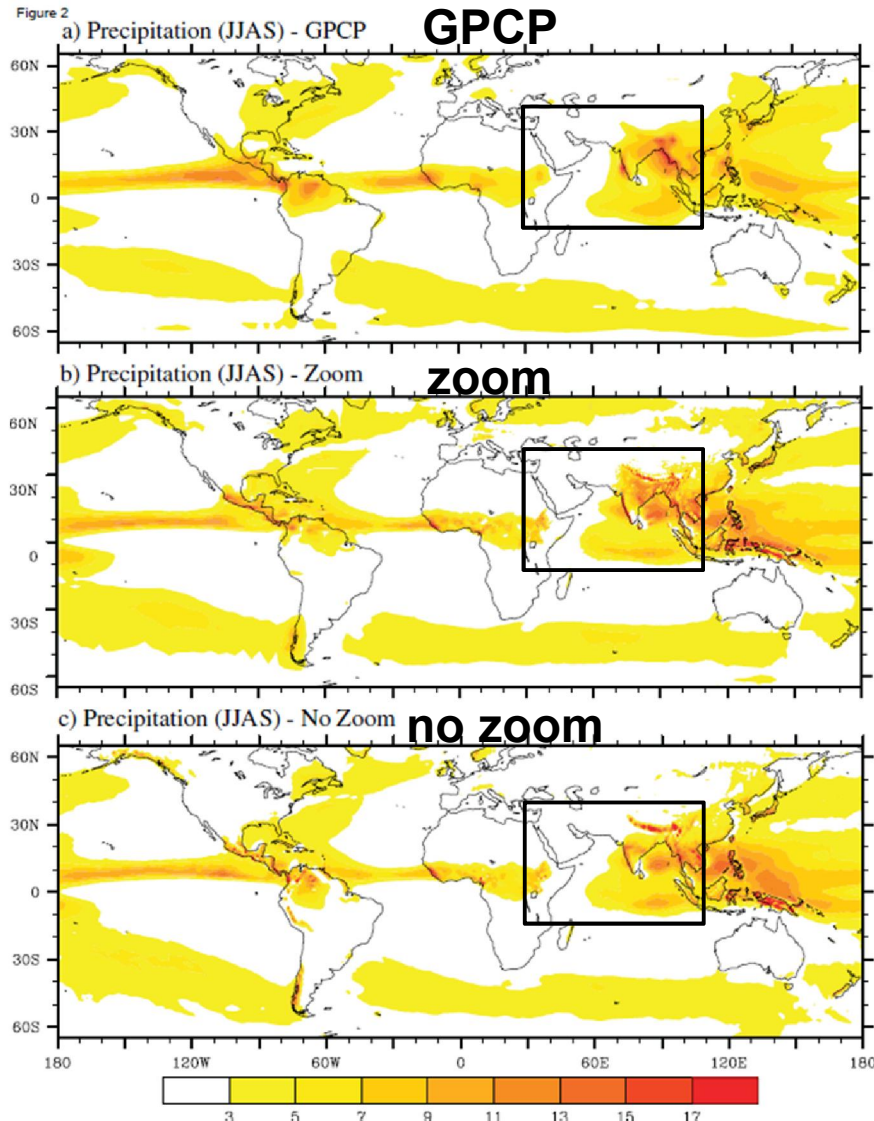 Figure 2
a) Precipitation (JJAS) - GPCP
GPCP
60N
30N
0
30S
60S
b) Precipitation (JJAS) - Zoom
zoom
60N
30N
0
30S
60S
c) Precipitation (JJAS) - No Zoom
no zoom
60N
30N
0
30S
60S
180 120W 60W 0 60E 120E 180
3 5 7 9 11 13 15 17